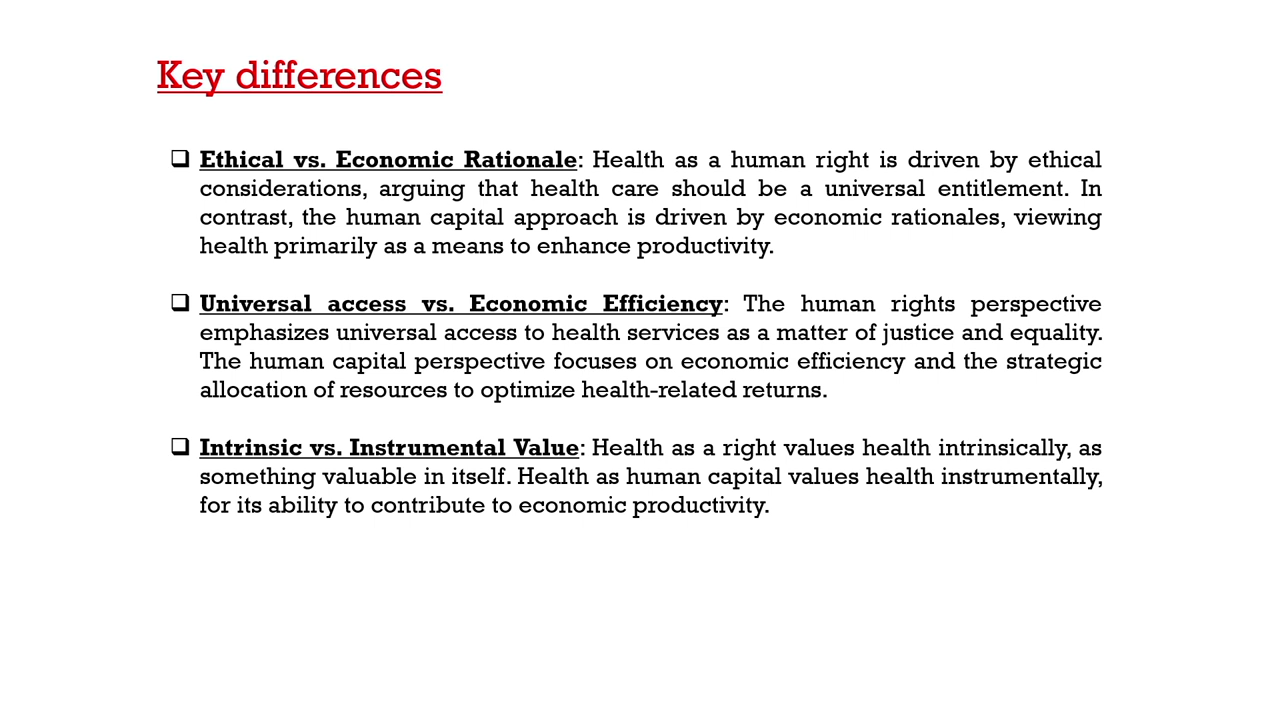 Key differences
❑ Ethical vs. Economic Rationale: Health as a human right is driven by ethical
considerations, arguing that health care should be a universal entitlement. In
contrast, the human capital approach is driven by economic rationales, viewing
health primarily as a means to enhance productivity.
❑ Universal access vs. Economic Efficiency: The human rights perspective
emphasizes universal access to health services as a matter of justice and equality.
The human capital perspective focuses on economic efficiency and the strategic
allocation of resources to optimize health-related returns.
❑ Intrinsic vs. Instrumental Value: Health as a right values health intrinsically, as
something valuable in itself. Health as human capital values health instrumentally,
for its ability to contribute to economic productivity.